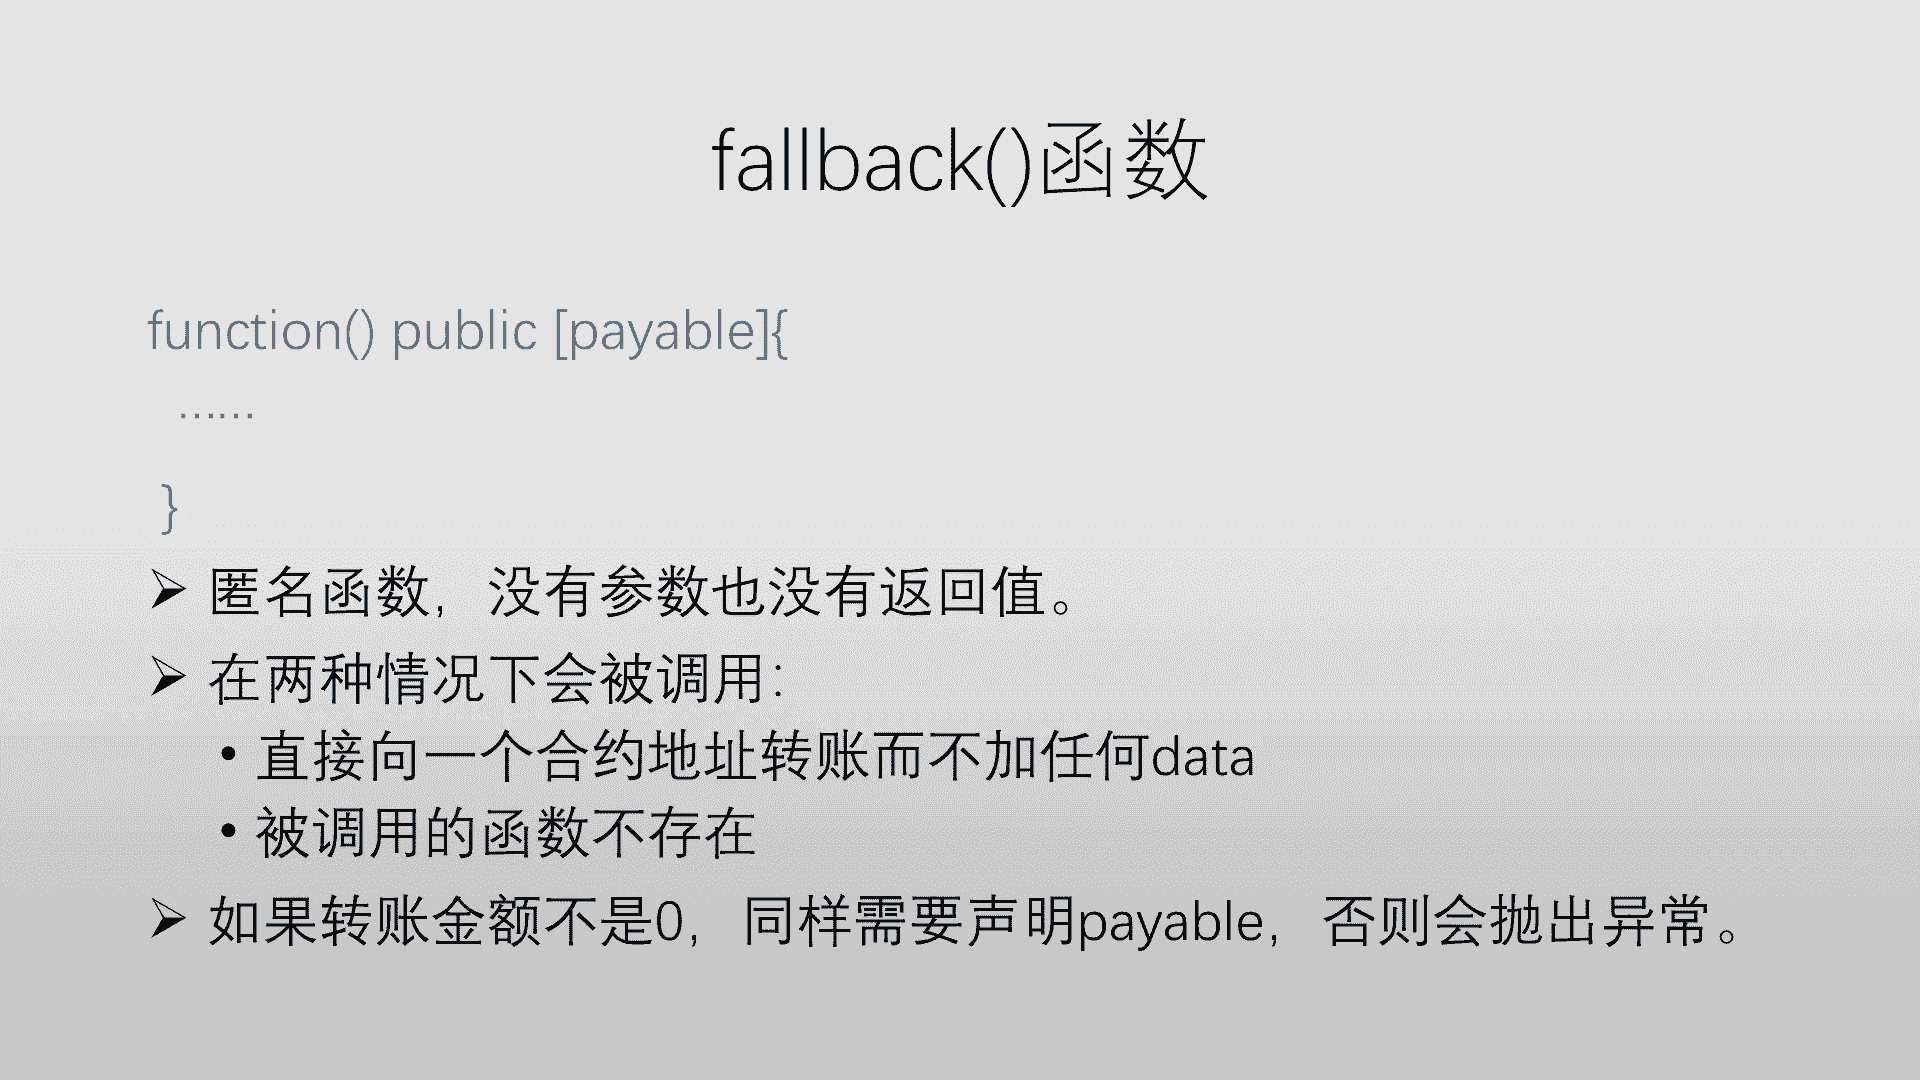 fallback()函数
function() public [payable]{
……
}
➢ 匿名函数，没有参数也没有返回值。
➢ 在两种情况下会被调用：
• 直接向一个合约地址转账而不加任何data
• 被调用的函数不存在
➢ 如果转账金额不是0，同样需要声明payable，否则会抛出异常。